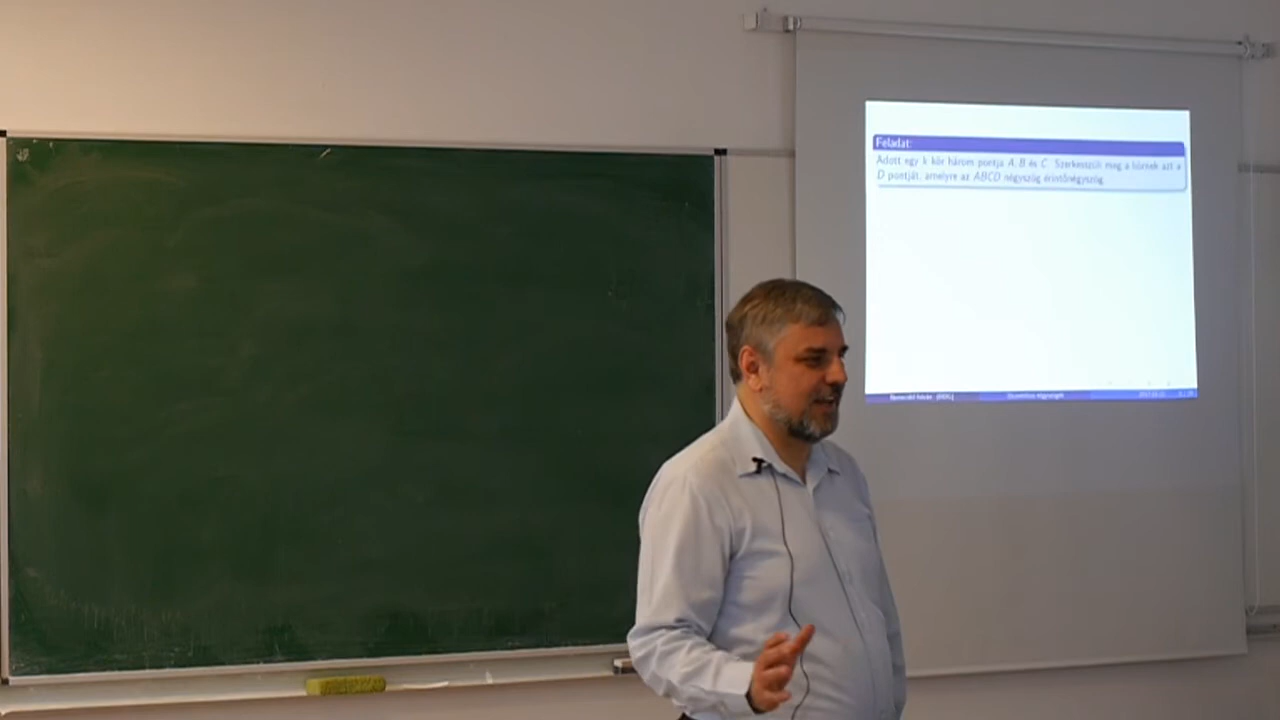 Feladat:
Adott egy k kör három pontja A, B és C. Szerkesszük meg a körnek azt a
D pontját, amelyre az ABCD négyszög érintőnégyszög.